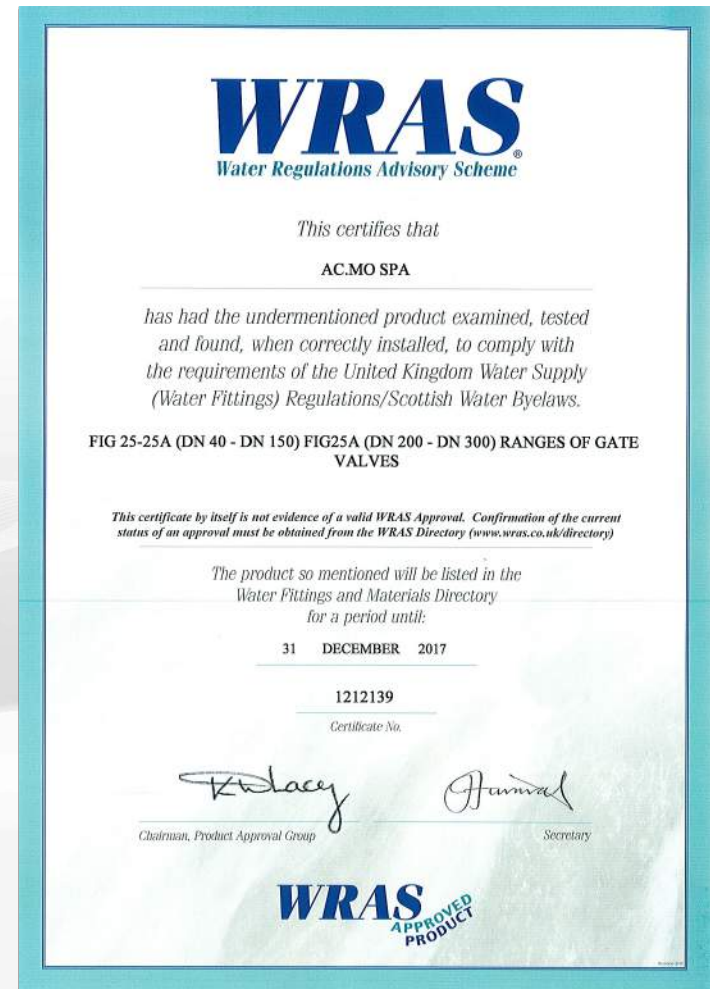 WRAS®
Water Regulations Advisory Scheme
This certifies that
AC.MO SPA
has had the undermentioned product examined, tested
and found, when correctly installed, to comply with
the requirements of the United Kingdom Water Supply
(Water Fittings) Regulations/Scottish Water Byelaws.
FIG 25-25A (DN 40 - DN 150) FIG25A (DN 200 - DN 300) RANGES OF GATE
VALVES
This certificate by itself is not evidence of a valid WRAS Approval. Confirmation of the current
status of an approval must be obtained from the WRAS Directory (www.wras.co.uk/directory)
The product so mentioned will be listed in the
Water Fittings and Materials Directory
for a period until:
31 DECEMBER 2017
1212139
Certificate No.
Chairman, Product Approval Group
Secretary
WRAS
APPROVED
PRODUCT